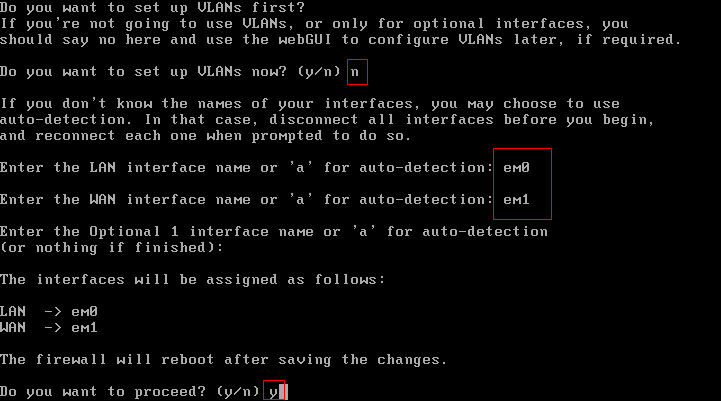 Do you want to set up VLANs first?
If you're not going to use VLANs, or only for optional interfaces, you
should say no here and use the webGUI to configure VLANs later, if required.
Do you want to set up VLANs now? (y/n) n
If you don't know the names of your interfaces, you may choose to use
auto-detection. In that case, disconnect all interfaces before you begin,
and reconnect each one when prompted to do so.
Enter the LAN interface name or 'a' for auto-detection: em0
Enter the WAN interface name or 'a' for auto-detection: em1
Enter the Optional 1 interface name or 'a' for auto-detection
(or nothing if finished):
The interfaces will be assigned as follows:
LAN  -> em0
WAN  -> em1
The firewall will reboot after saving the changes.
Do you want to proceed? (y/n) y